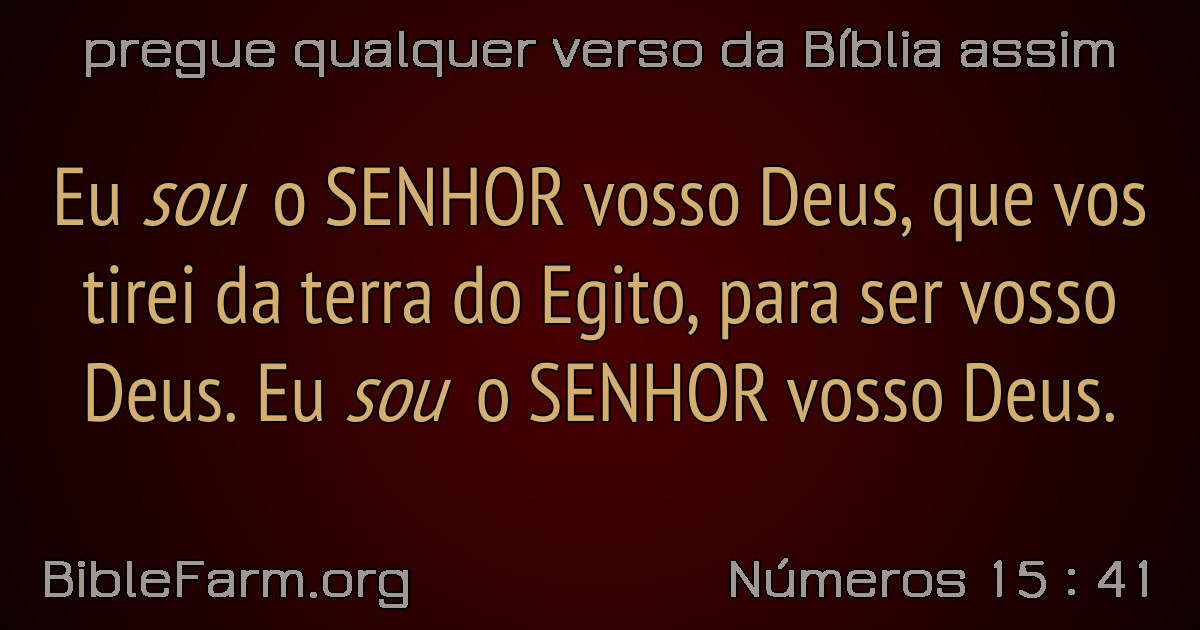 pregue qualquer verso da Bíblia assim
Eu sou o SENHOR vosso Deus, que vos
tirei da terra do Egito, para ser vosso
Deus. Eu sou o SENHOR vosso Deus.
BibleFarm.org
Números 15 : 41